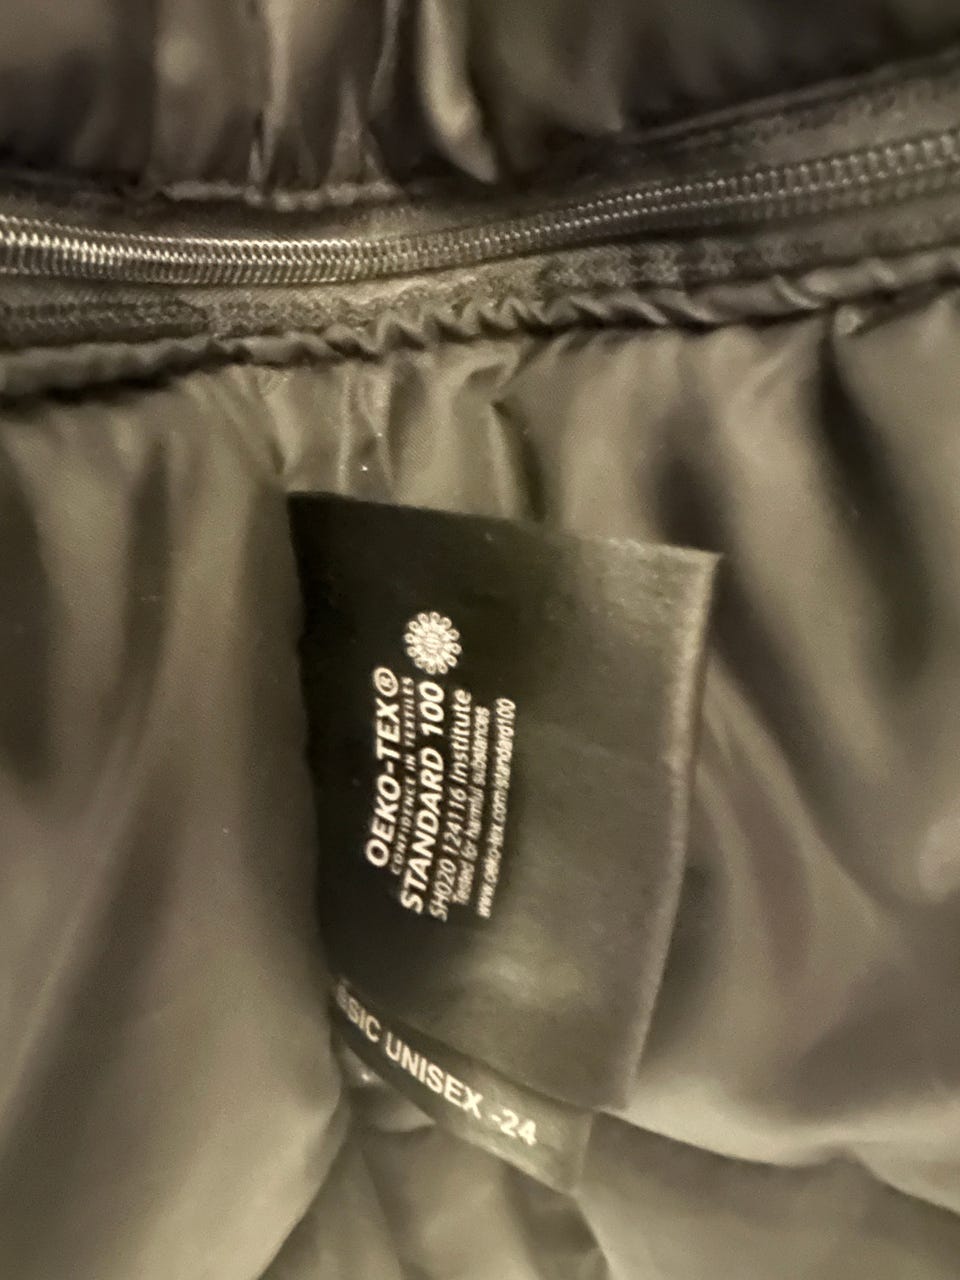 OEKO-TEX®
CONFIDENCE IN TEXTILES
STANDARD 100
SH020 124116 Institute
Tested for harmful substances
www.oeko-tex.com/standard100
UNISEX -24